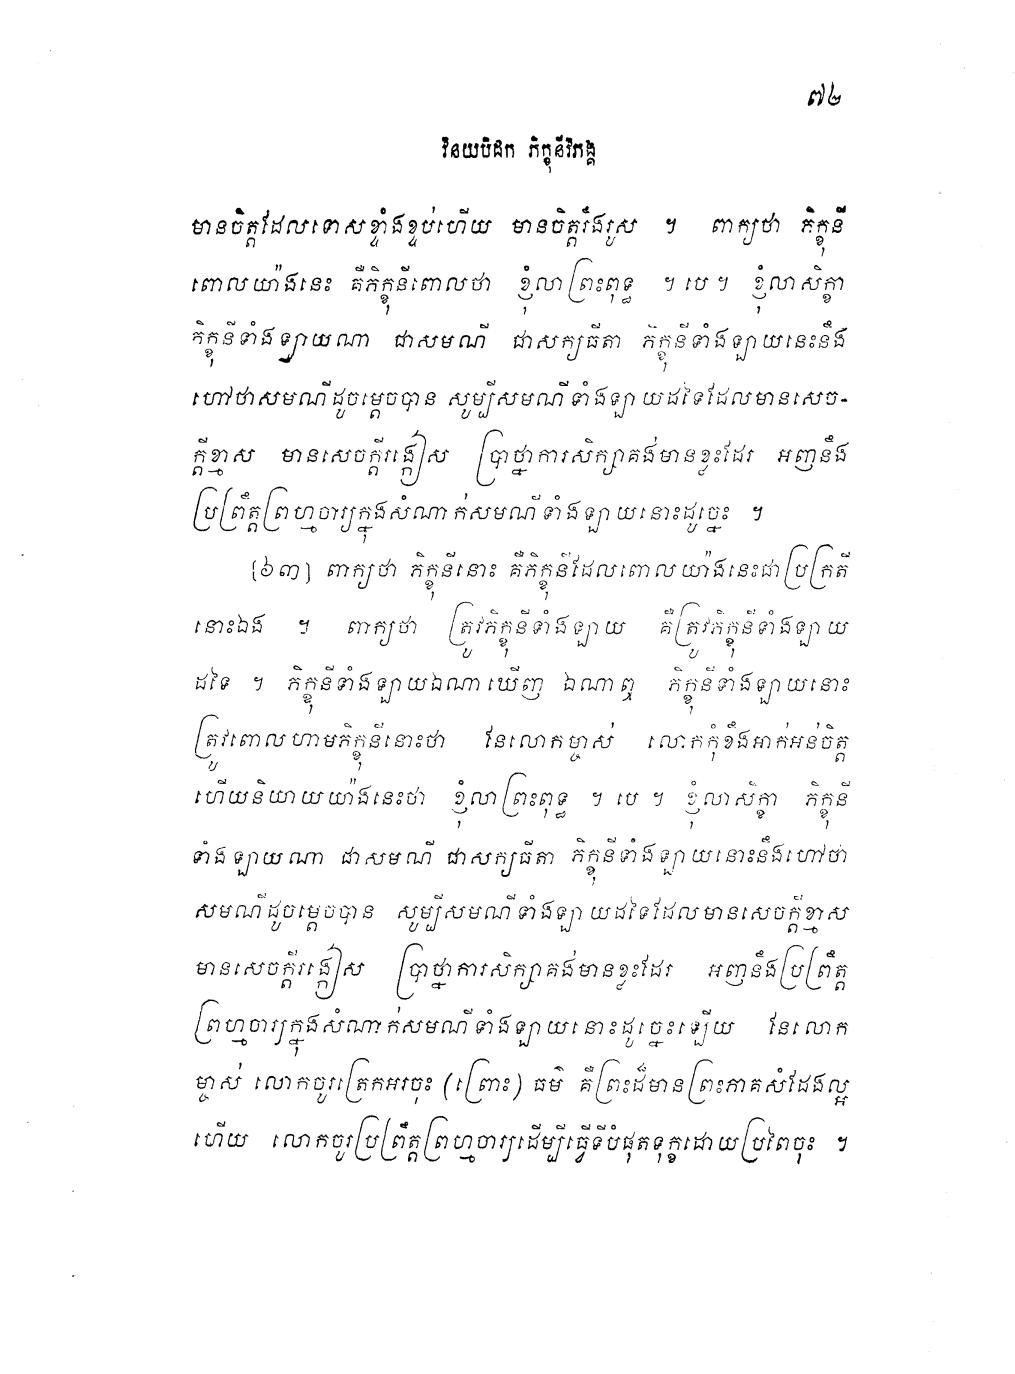 ៧២
វិនយបិដក ភិក្ខុនីវិភង្គ
មានចិត្តដែលទោសខ្ទាំងខ្ទប់ហើយ មានចិត្តរឹងរូស ។ ពាក្យថា ភិក្ខុនី
ពោលយ៉ាងនេះ គឺភិក្ខុនីពោលថា ខ្ញុំលាព្រះពុទ្ធ ។ បេ ។ ខ្ញុំលាសិក្ខា
ភិក្ខុនីទាំងឡាយណា ជាសមណី ជាសក្យធីតា ភិក្ខុនីទាំងឡាយនេះនឹង
ហៅថាសមណីដូចម្តេចបាន សូម្បីសមណីទាំងឡាយដទៃដែលមានសេច-
ក្តីខ្មាស មានសេចក្តីរង្កៀស ប្រាថ្នាការសិក្សាគង់មានខ្លះដែរ អញនឹង
ប្រព្រឹត្តព្រហ្មចារ្យក្នុងសំណាក់សមណីទាំងឡាយនោះដូច្នេះ ។
[៦៣] ពាក្យថា ភិក្ខុនីនោះ គឺភិក្ខុនីដែលពោលយ៉ាងនេះជាប្រក្រតី
នោះឯង ។ ពាក្យថា ត្រូវភិក្ខុនីទាំងឡាយ គឺត្រូវភិក្ខុនីទាំងឡាយ
ដទៃ ។ ភិក្ខុនីទាំងឡាយឯណាឃើញ ឯណាឮ ភិក្ខុនីទាំងឡាយនោះ
ត្រូវពោលហាមភិក្ខុនីនោះថា នែលោកម្ចាស់ លោកកុំខឹងអាក់អន់ចិត្ត
ហើយនិយាយយ៉ាងនេះថា ខ្ញុំលាព្រះពុទ្ធ ។ បេ ។ ខ្ញុំលាសិក្ខា ភិក្ខុនី
ទាំងឡាយណា ជាសមណី ជាសក្យធីតា ភិក្ខុនីទាំងឡាយនោះនឹងហៅថា
សមណីដូចម្តេចបាន សូម្បីសមណីទាំងឡាយដទៃដែលមានសេចក្តីខ្មាស
មានសេចក្តីរង្កៀស ប្រាថ្នាការសិក្សាគង់មានខ្លះដែរ អញនឹងប្រព្រឹត្ត
ព្រហ្មចារ្យក្នុងសំណាក់សមណីទាំងឡាយនោះដូច្នេះឡើយ នែលោក
ម្ចាស់ លោកចូរត្រេកអរចុះ (ព្រោះ) ធម៌ គឺព្រះដ៏មានព្រះភាគសំដែងល្អ
ហើយ លោកចូរប្រព្រឹត្តព្រហ្មចារ្យដើម្បីធ្វើទីបំផុតទុក្ខដោយប្រពៃចុះ ។